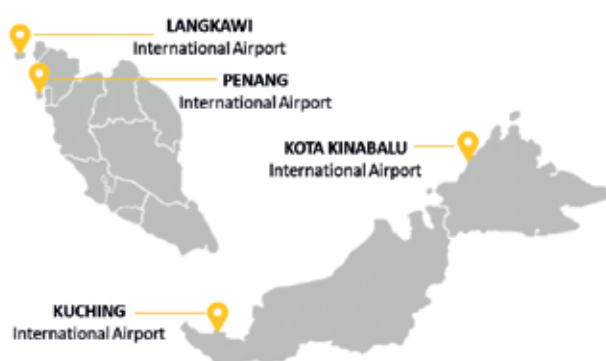 LANGKAWI
International Airport
PENANG
International Airport
KOTA KINABALU
International Airport
KUCHING
International Airport